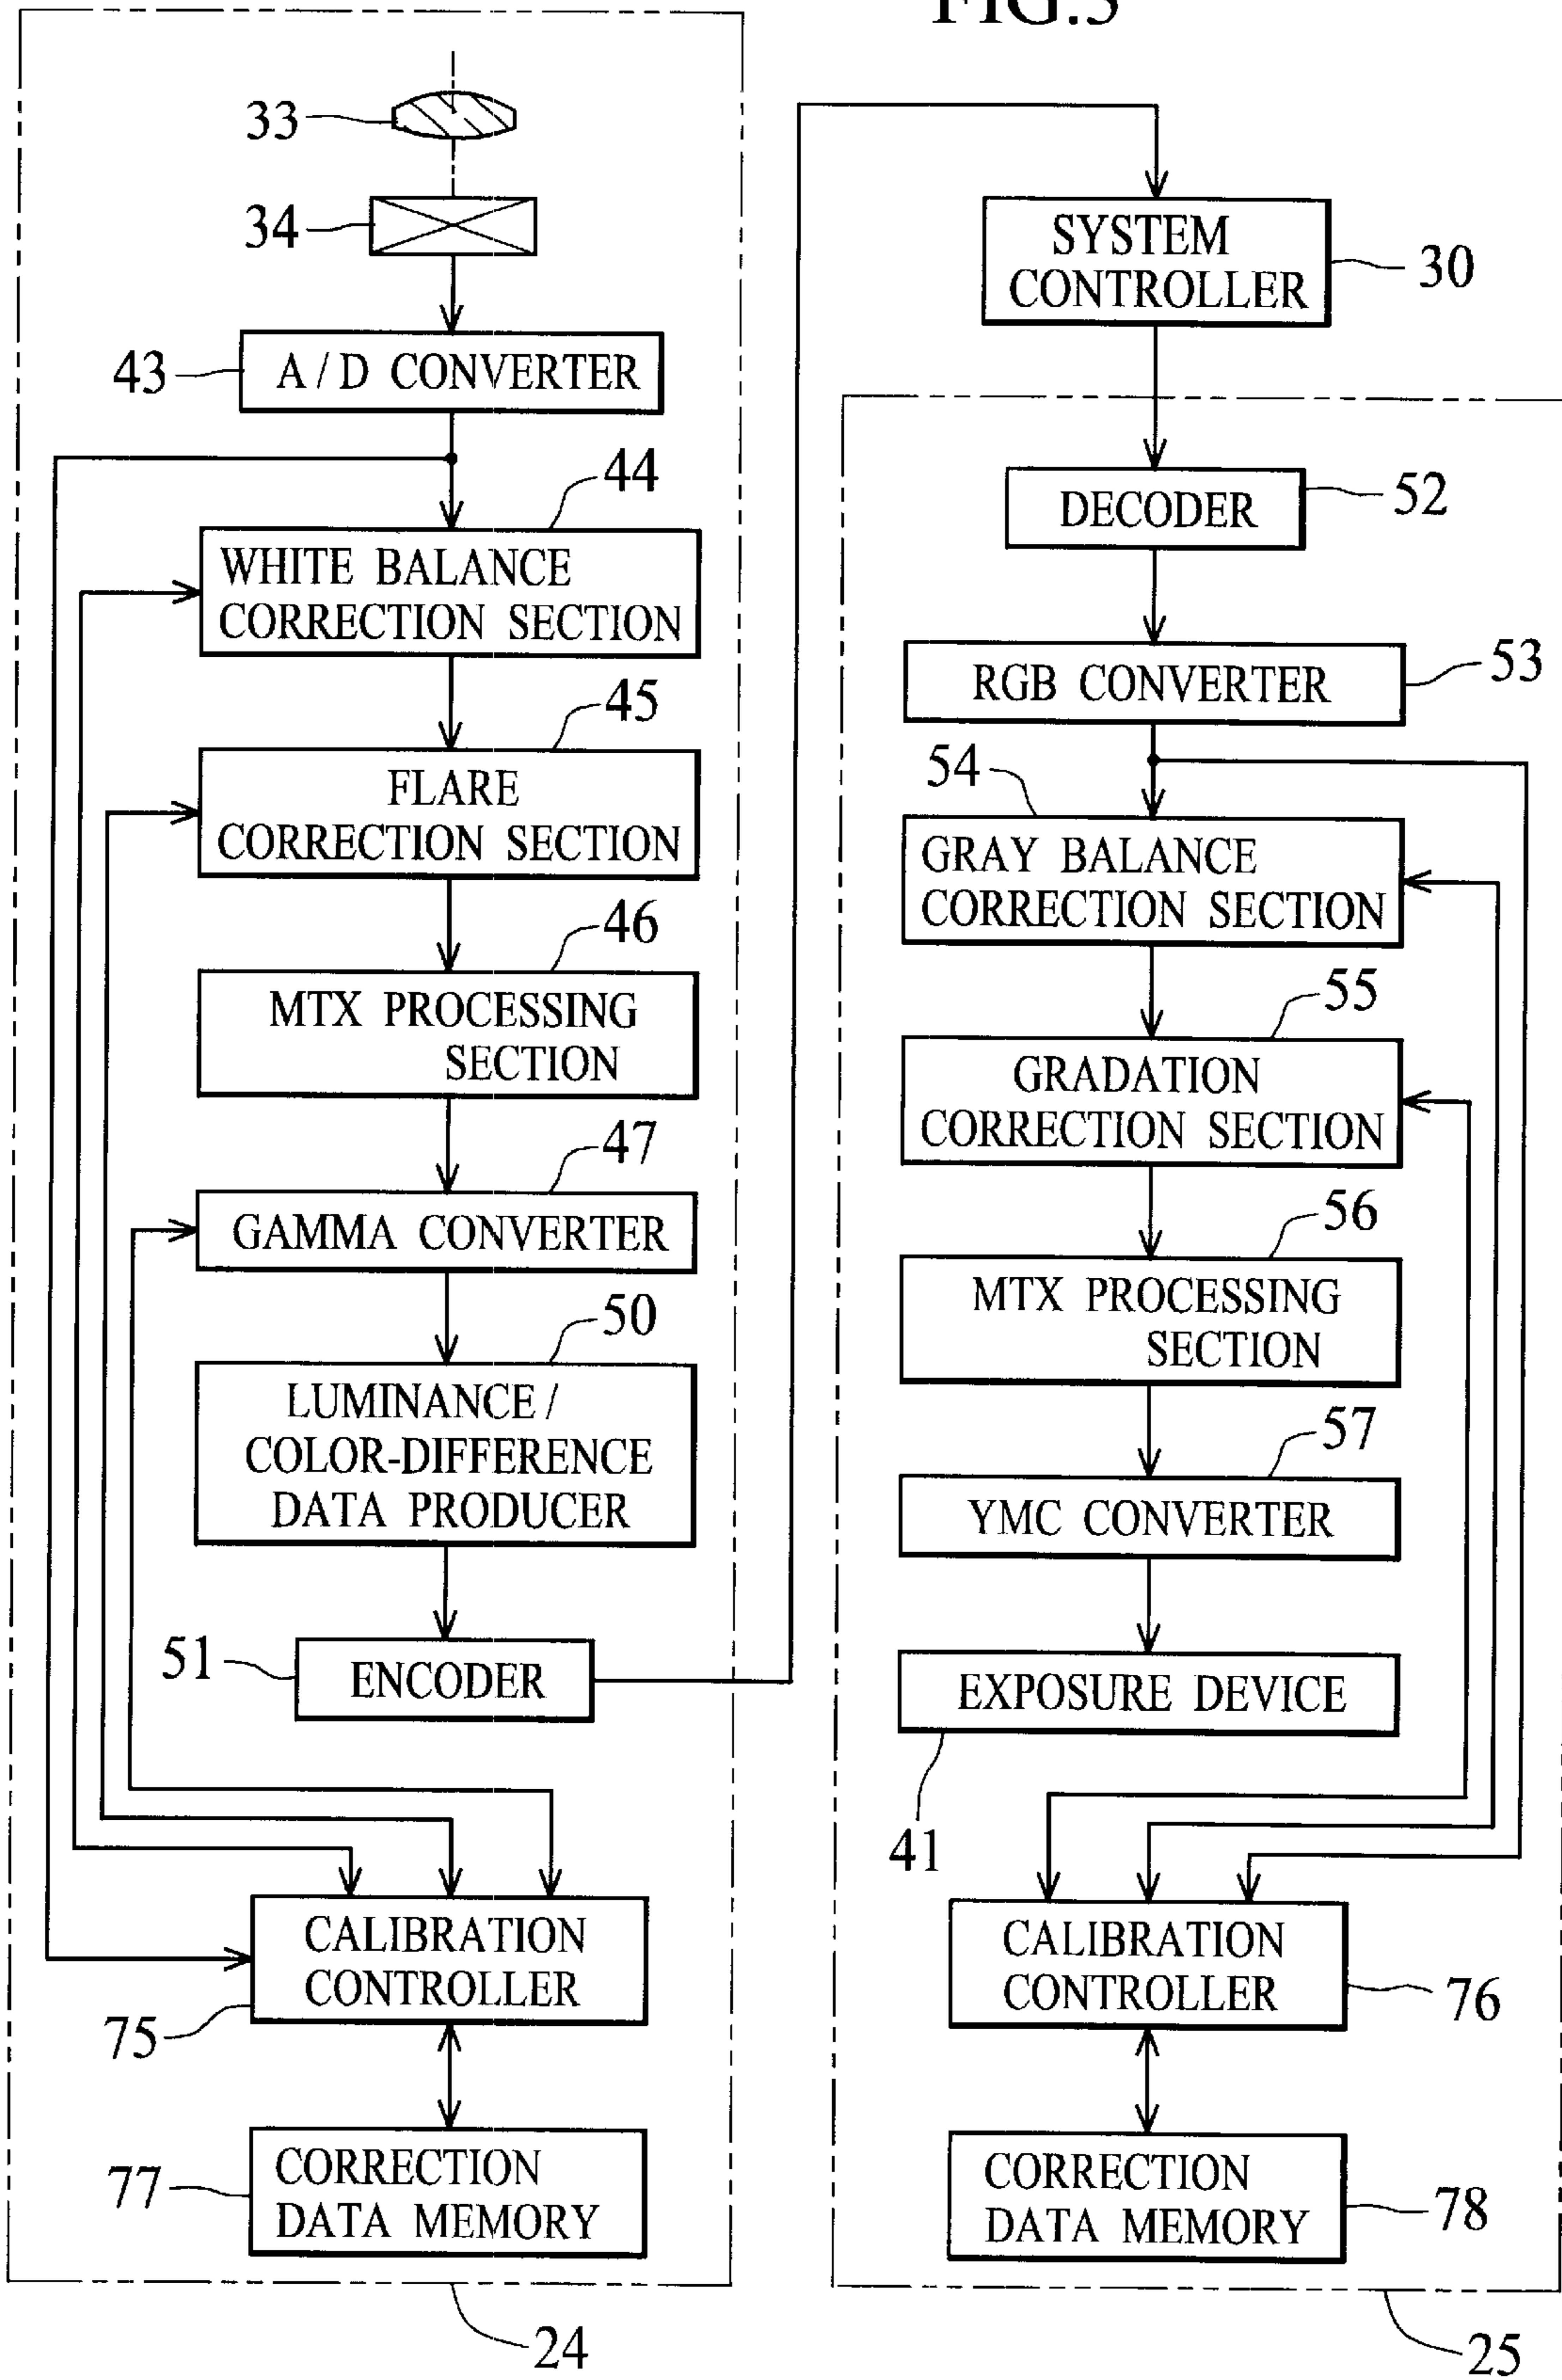 FIG.5
33
34
43
A/D CONVERTER
44
WHITE BALANCE
CORRECTION SECTION
45
FLARE
CORRECTION SECTION
46
MTX PROCESSING
SECTION
47
GAMMA CONVERTER
50
LUMINANCE/
COLOR-DIFFERENCE
DATA PRODUCER
51
ENCODER
CALIBRATION
CONTROLLER
75
77
CORRECTION
DATA MEMORY
24
SYSTEM
CONTROLLER
30
DECODER
52
RGB CONVERTER
53
54
GRAY BALANCE
CORRECTION SECTION
55
GRADATION
CORRECTION SECTION
56
MTX PROCESSING
SECTION
57
YMC CONVERTER
EXPOSURE DEVICE
41
CALIBRATION
CONTROLLER
76
CORRECTION
DATA MEMORY
78
25